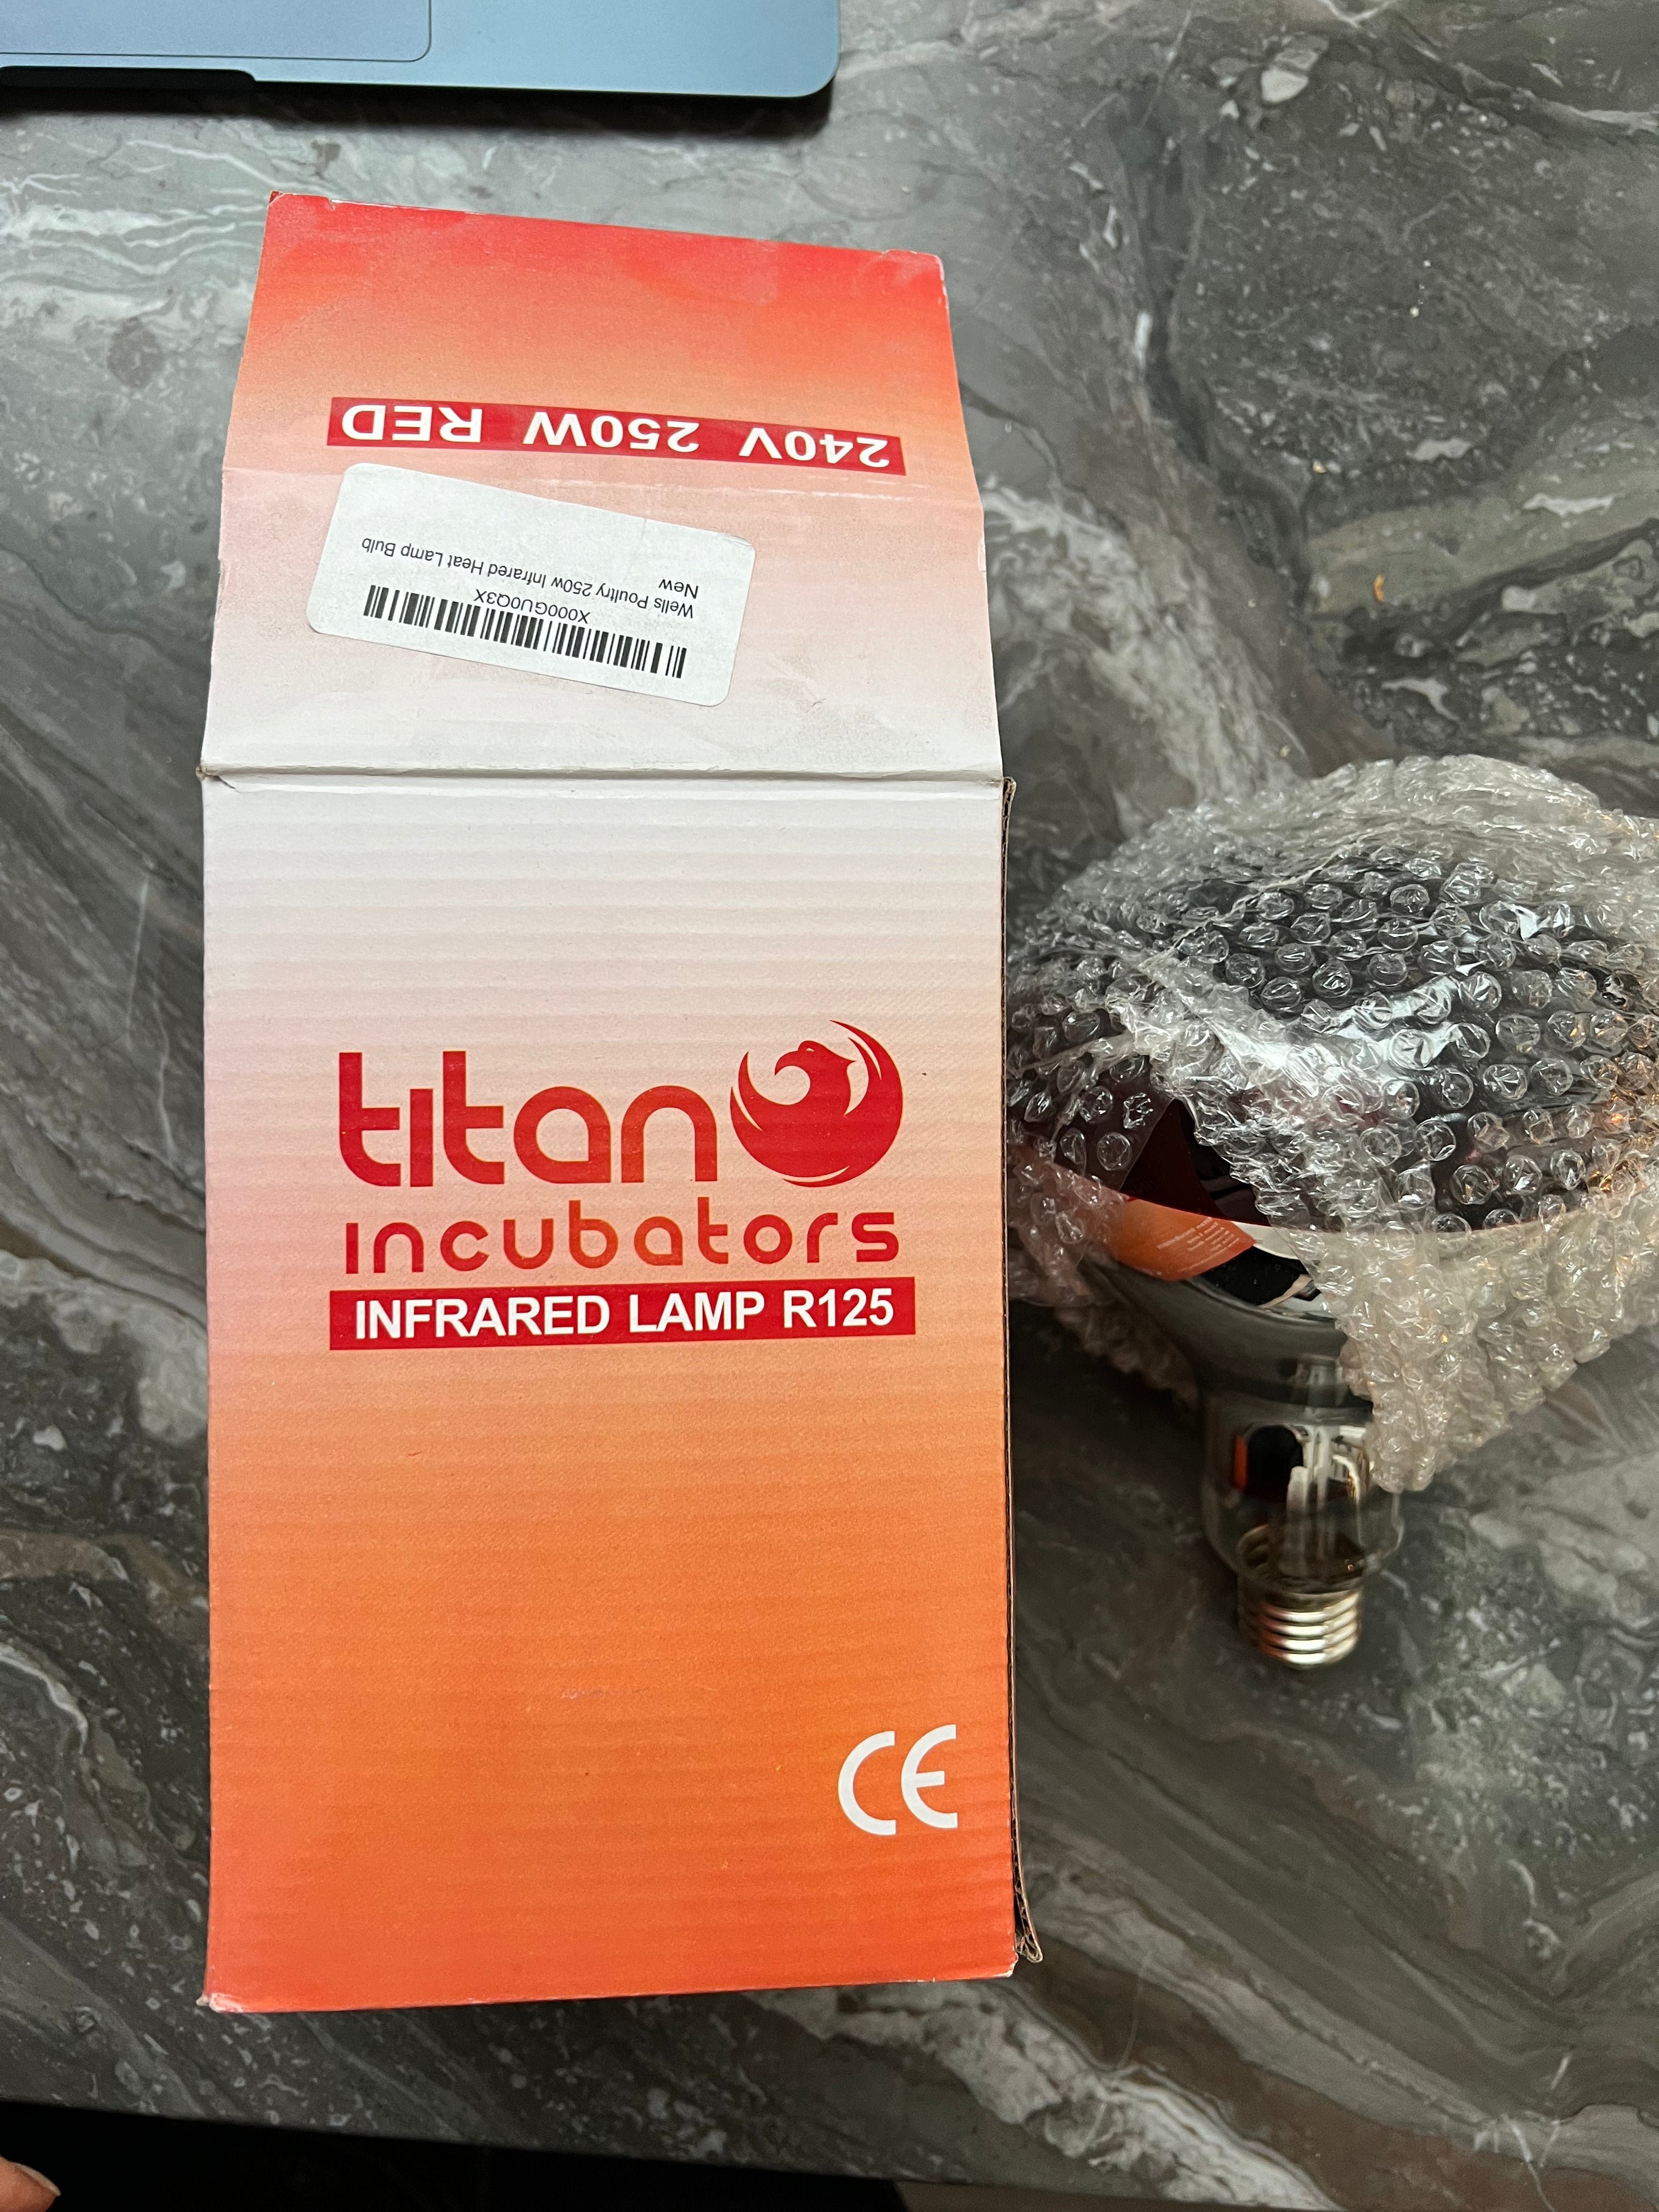 240V 250W RED
X000GU0Q3X
Wells Poultry 250w Infrared Heat Lamp Bulb
New
titan
incubators
INFRARED LAMP R125
CE